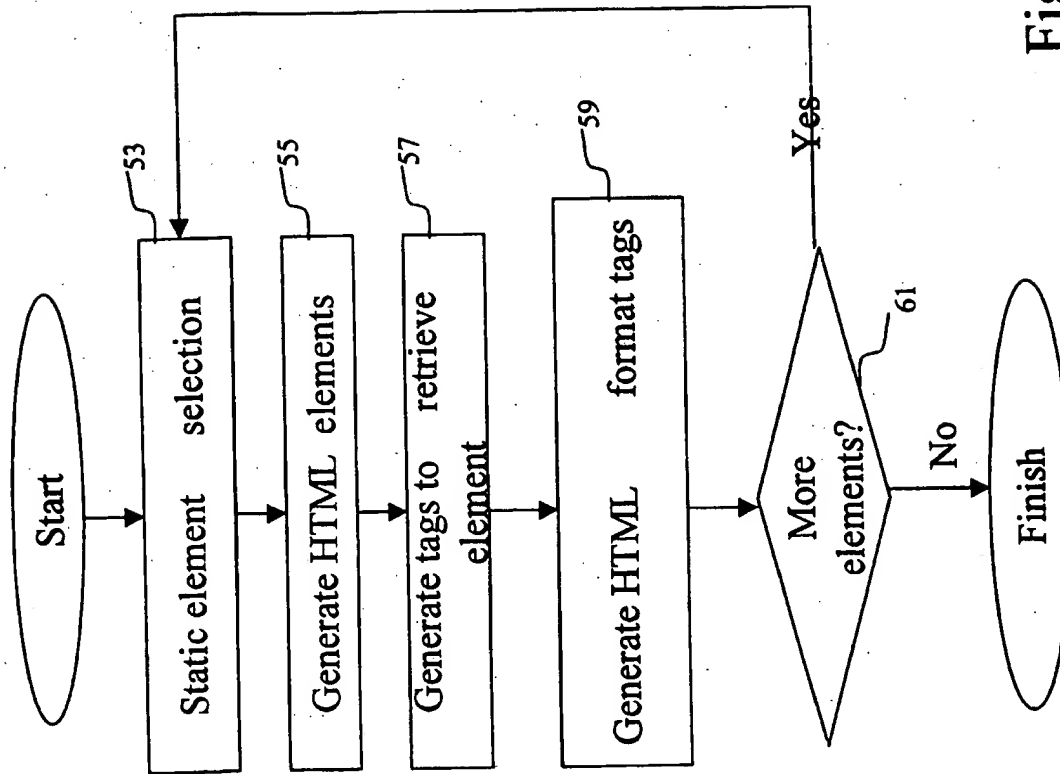 Start
53
Static element selection
55
Generate HTML elements
57
Generate tags to retrieve
element
59
Generate HTML format tags
More
elements?
61
Yes
No
Finish
Fig